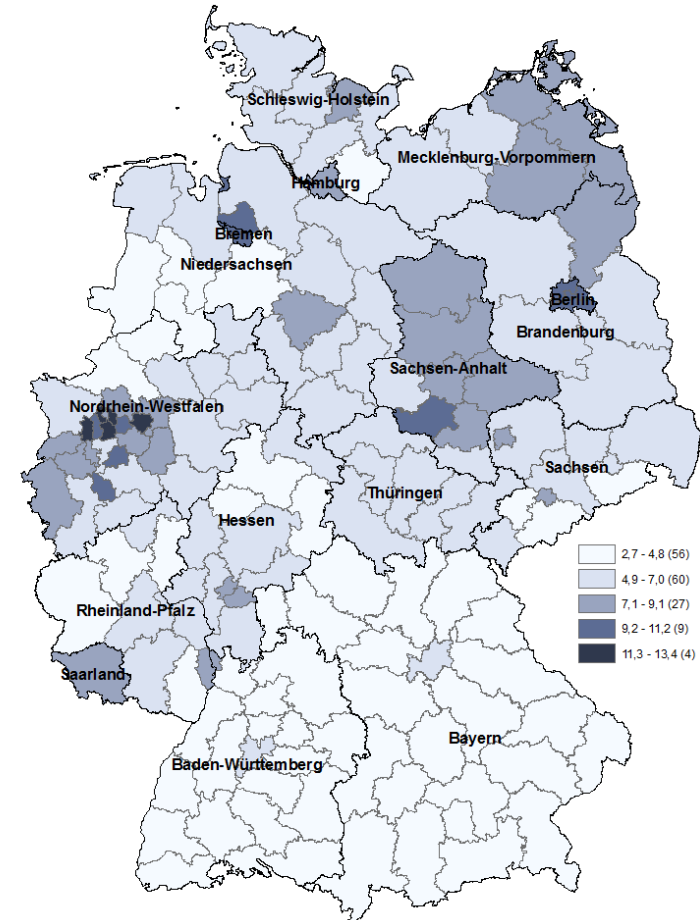 Schleswig-Holstein
Mecklenburg-Vorpommern
Hamburg
Bremen
Niedersachsen
Berlin
Brandenburg
Sachsen-Anhalt
Nordrhein-Westfalen
Sachsen
Thüringen
Hessen
2,7 - 4,8 (56)
4,9 - 7,0 (60)
7,1 - 9,1 (27)
9,2 - 11,2 (9)
11,3 - 13,4 (4)
Rheinland-Pfalz
Saarland
Bayern
Baden-Württemberg